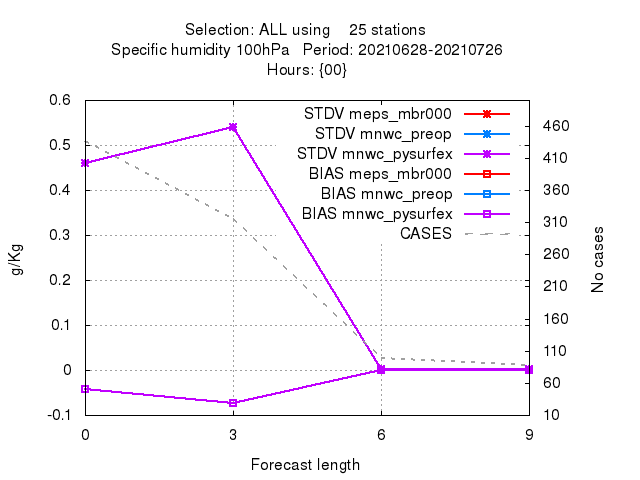 Selection: ALL using    25 stations
Specific humidity 100hPa   Period: 20210628-20210726
Hours: {00}
STDV meps_mbr000
STDV mnwc_preop
STDV mnwc_pysurfex
BIAS meps_mbr000
BIAS mnwc_preop
BIAS mnwc_pysurfex
CASES
g/Kg
0.6
0.5
0.4
0.3
0.2
0.1
0
-0.1
460
410
360
310
260
210
160
110
60
10
No cases
0 3 6 9
Forecast length